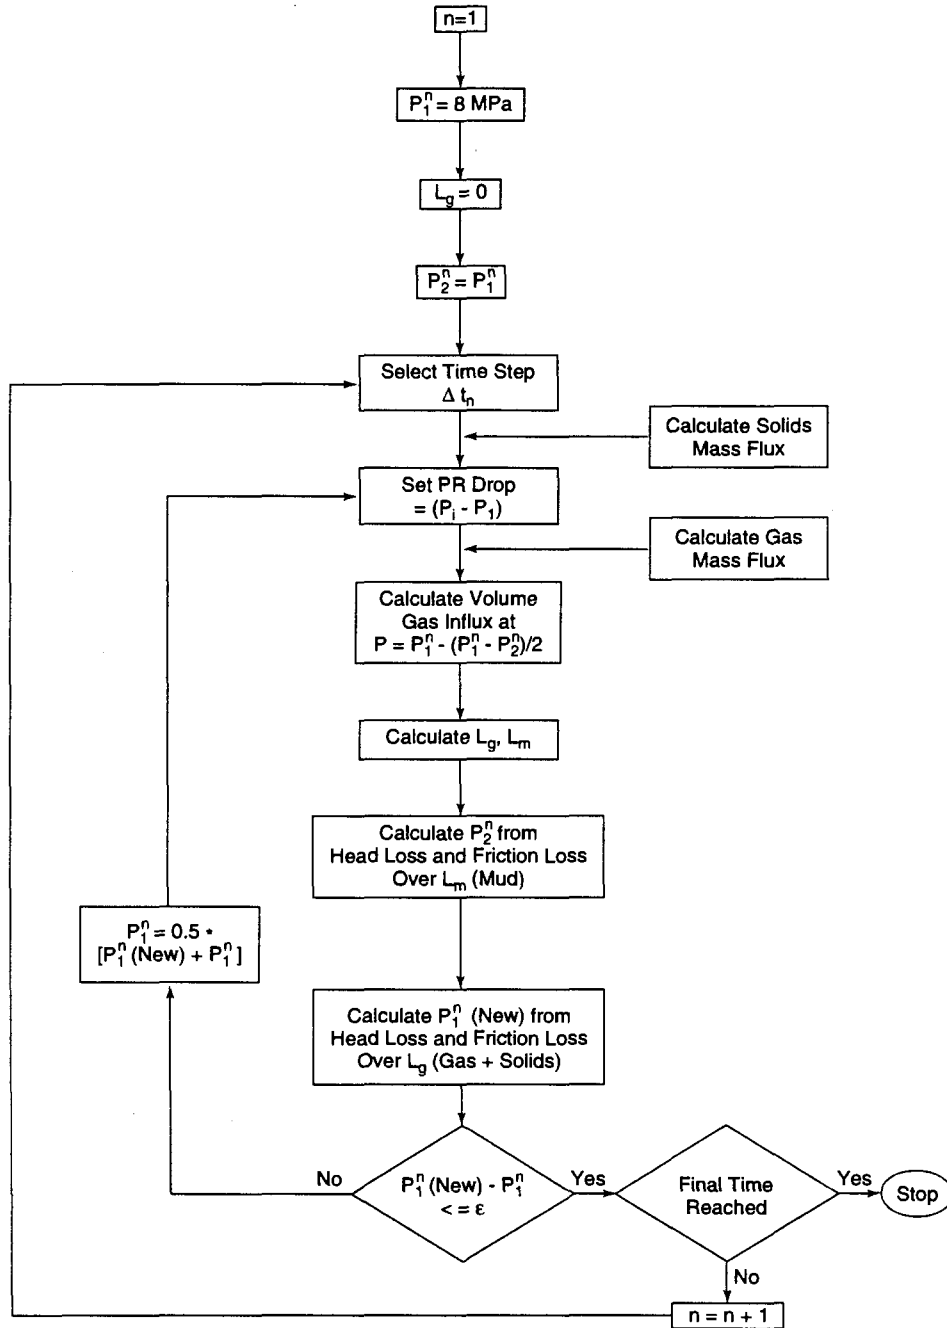 n=1
P₁ⁿ = 8 MPa
L_g = 0
P₂ⁿ = P₁ⁿ
Select Time Step
Δ tₙ
Calculate Solids
Mass Flux
Set PR Drop
= (Pᵢ - P₁)
Calculate Gas
Mass Flux
Calculate Volume
Gas Influx at
P = P₁ⁿ - (P₁ⁿ - P₂ⁿ)/2
Calculate L_g, L_m
Calculate P₂ⁿ from
Head Loss and Friction Loss
Over L_m (Mud)
P₁ⁿ = 0.5 *
[P₁ⁿ (New) + P₁ⁿ ]
Calculate P₁ⁿ (New) from
Head Loss and Friction Loss
Over L_g (Gas + Solids)
No
P₁ⁿ (New) - P₁ⁿ
< = ε
Yes
Final Time
Reached
Yes
Stop
No
n = n + 1